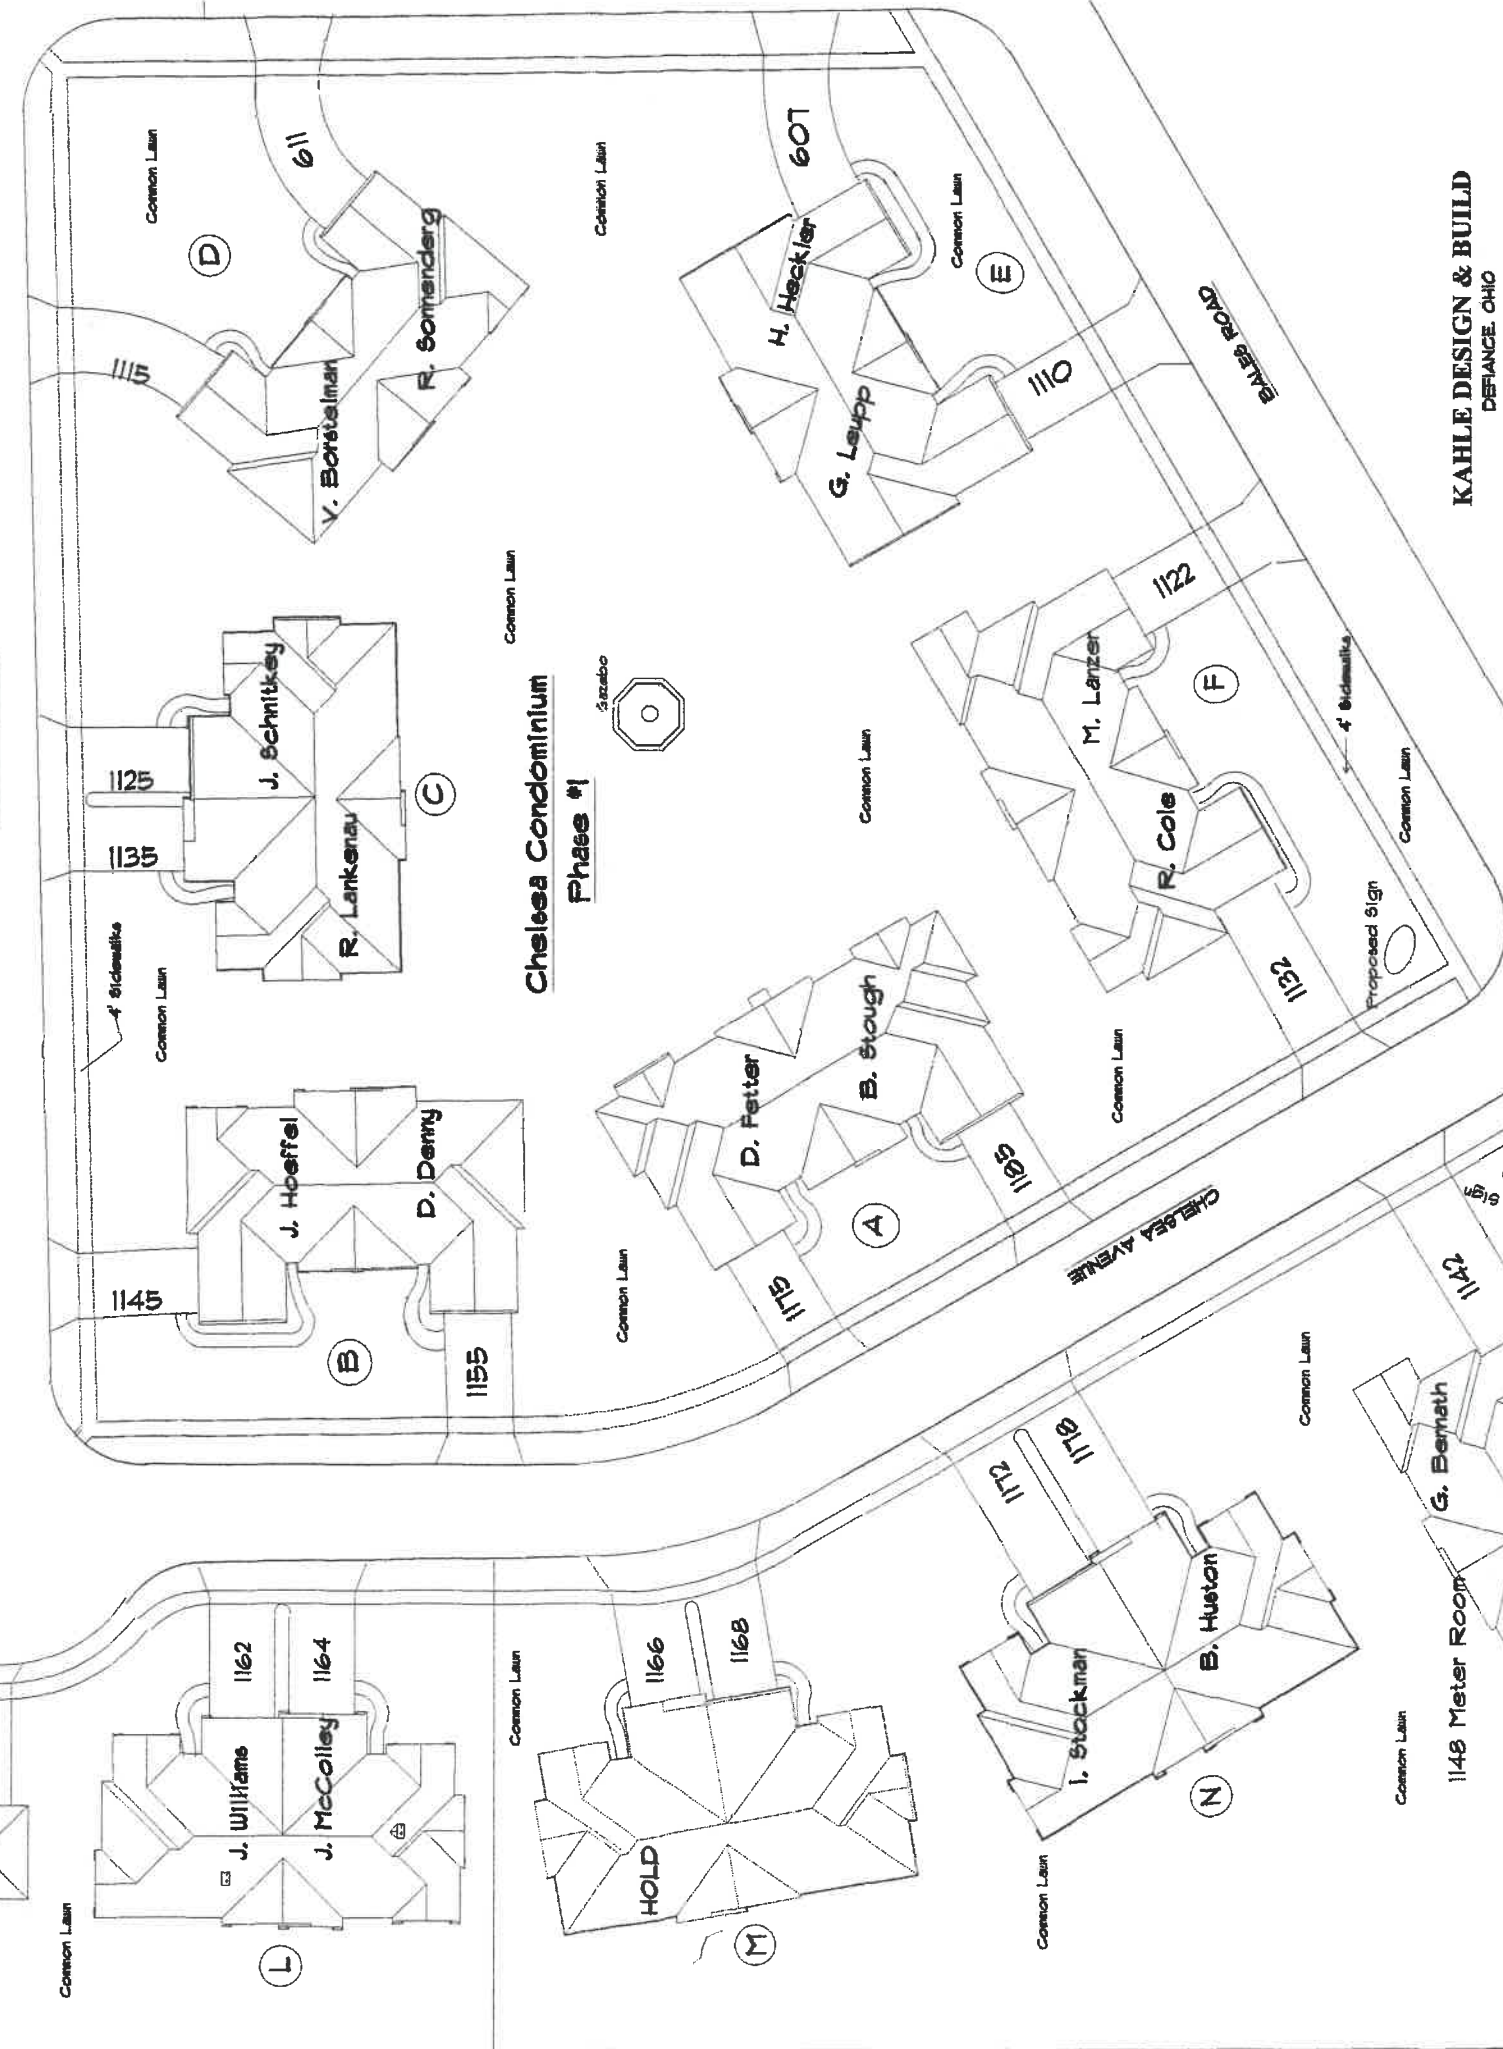 Common Lawn
611
D
1115
V. Borstelman
R. Sonnenderg
Common Lawn
607
H. Heckler
G. Leupp
E
Common Lawn
1110
BALES ROAD
KAHLE DESIGN & BUILD
DEFIANCE, OHIO
1125
1135
J. Schnitkey
R. Lankenau
C
Common Lawn
Chelsea Condominium
Phase #1
Gazebo
Common Lawn
1122
M. Lanzer
R. Cole
F
4' Sidewalks
Common Lawn
1132
Proposed Sign
4' Sidewalks
Common Lawn
J. Hoeffel
D. Denny
1145
B
1155
D. Fetter
B. Stough
1185
A
1175
Common Lawn
Common Lawn
CHELSEA AVENUE
Sign
1142
G. Bernath
Common Lawn
1172
1178
I. Stockman
B. Huston
N
1148 Meter Room
Common Lawn
Common Lawn
1162
1164
J. Williams
J. McColley
L
Common Lawn
Common Lawn
1166
1168
HOLD
M